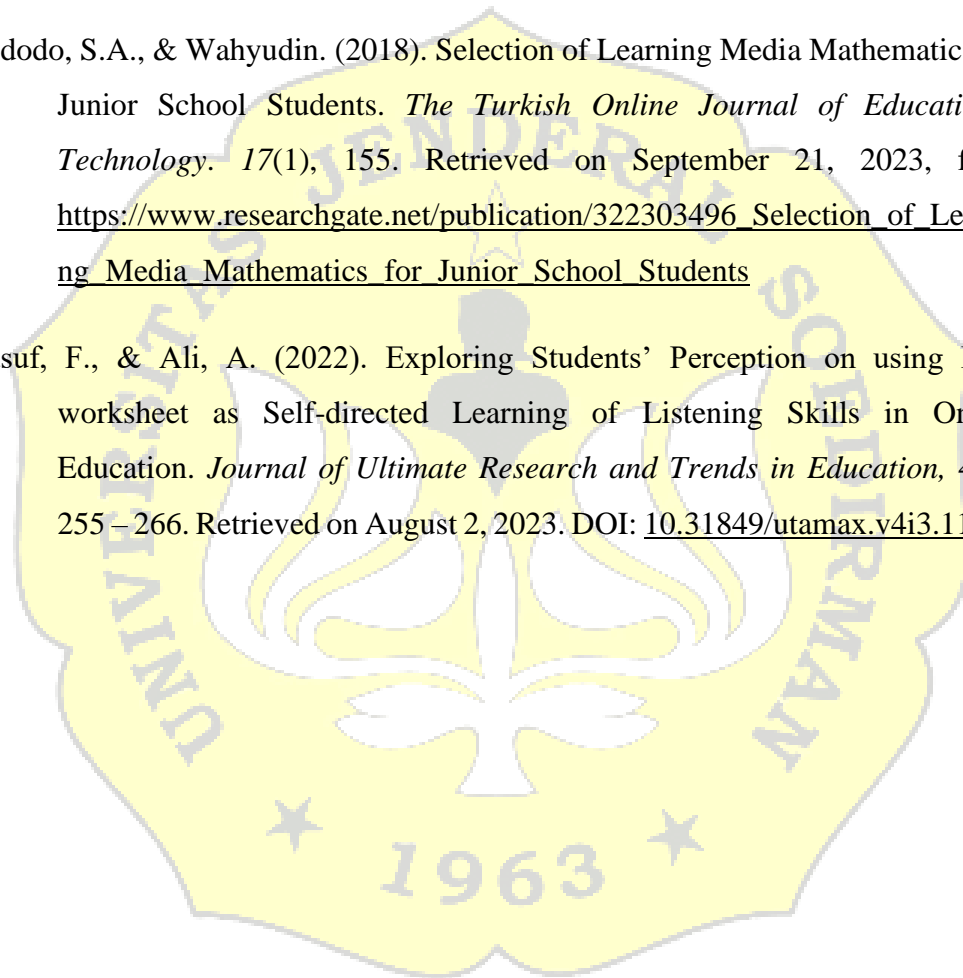 dodo, S.A., & Wahyudin. (2018). Selection of Learning Media Mathematic
Junior School Students. The Turkish Online Journal of Educati
Technology. 17(1), 155. Retrieved on September 21, 2023, f
https://www.researchgate.net/publication/322303496_Selection_of_Le
ng_Media_Mathematics_for_Junior_School_Students
suf, F., & Ali, A. (2022). Exploring Students’ Perception on using
worksheet as Self-directed Learning of Listening Skills in On
Education. Journal of Ultimate Research and Trends in Education,
255 – 266. Retrieved on August 2, 2023. DOI: 10.31849/utamax.v4i3.11
UNIVERSITAS JENDERAL SOEDIRMAN
1963